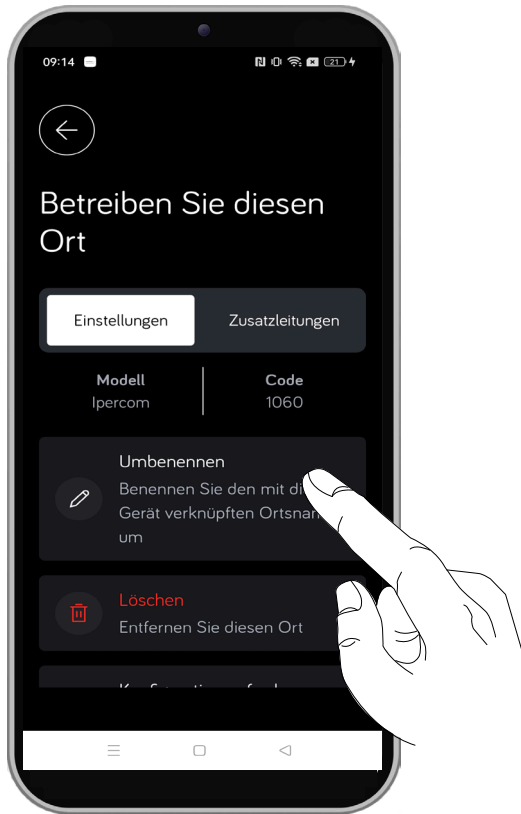 09:14
21
Betreiben Sie diesen
Ort
Einstellungen Zusatzleitungen
Modell Code
Ipercom 1060
Umbenennen
Benennen Sie den mit
Gerät verknüpften
um
Löschen
Entfernen Sie diesen Ort